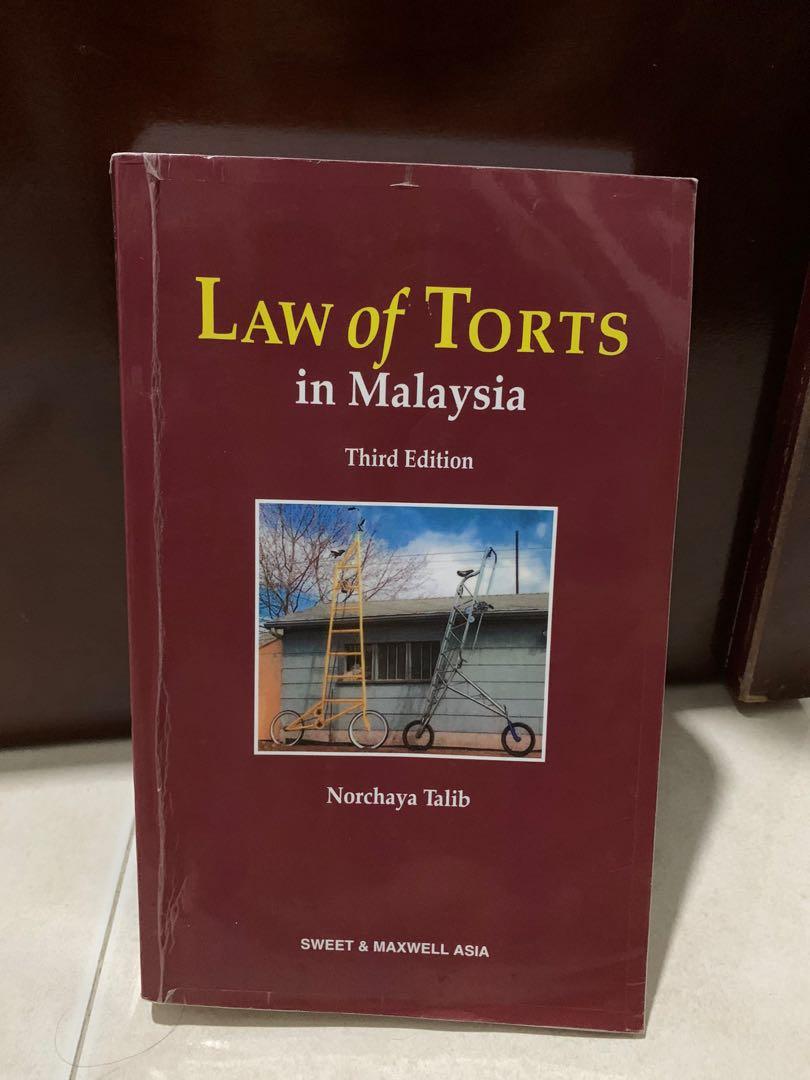 LAW of TORTS
in Malaysia
Third Edition
Norchaya Talib
SWEET & MAXWELL ASIA